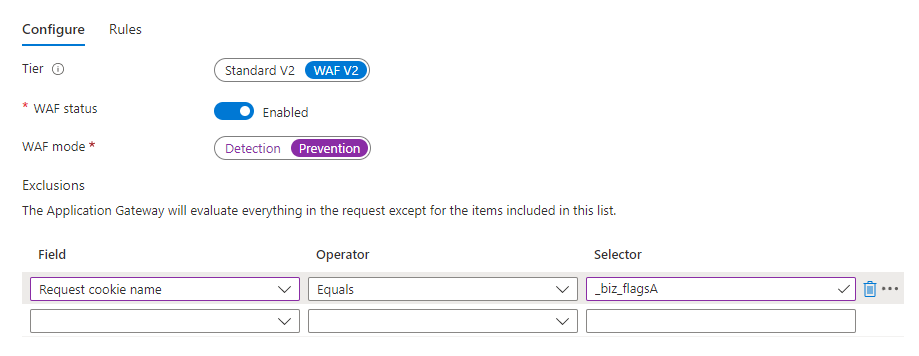 Configure Rules
Tier
Standard V2 WAF V2
* WAF status
Enabled
WAF mode *
Detection Prevention
Exclusions
The Application Gateway will evaluate everything in the request except for the items included in this list.
Field Operator Selector
Request cookie name Equals _biz_flagsA